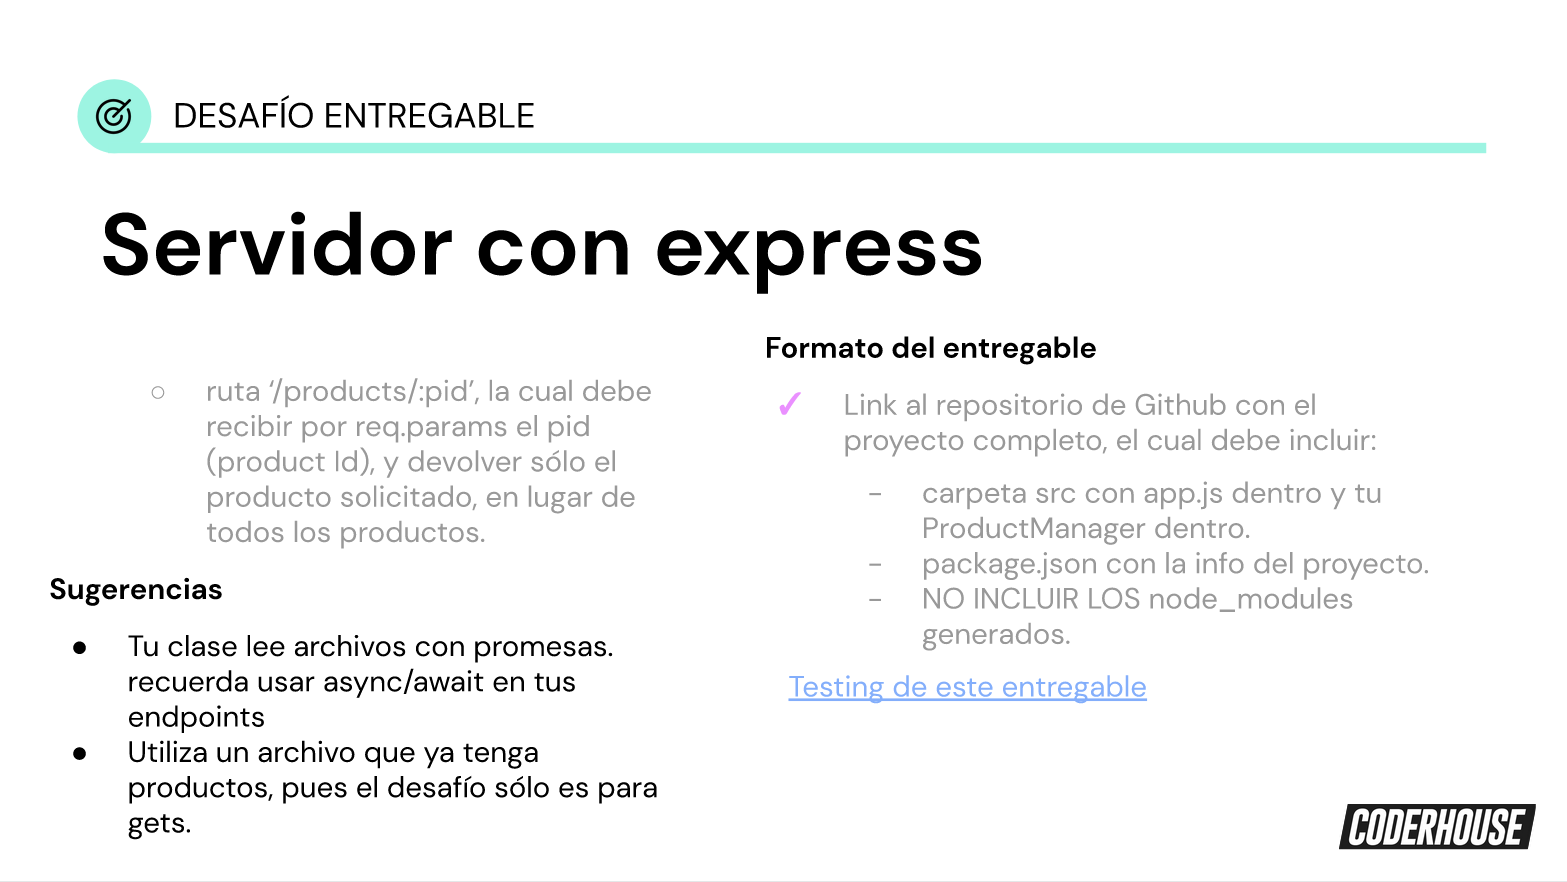 DESAFÍO ENTREGABLE
Servidor con express
○ ruta ‘/products/:pid’, la cual debe
recibir por req.params el pid
(product Id), y devolver sólo el
producto solicitado, en lugar de
todos los productos.
Sugerencias
● Tu clase lee archivos con promesas.
recuerda usar async/await en tus
endpoints
● Utiliza un archivo que ya tenga
productos, pues el desafío sólo es para
gets.
Formato del entregable
✓ Link al repositorio de Github con el
proyecto completo, el cual debe incluir:
- carpeta src con app.js dentro y tu
ProductManager dentro.
- package.json con la info del proyecto.
- NO INCLUIR LOS node_modules
generados.
Testing de este entregable
CODERHOUSE